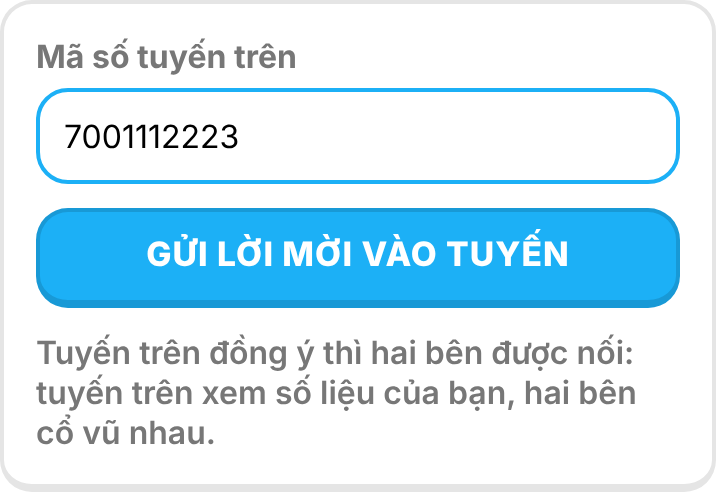 Mã số tuyến trên
7001112223
GỬI LỜI MỜI VÀO TUYẾN
Tuyến trên đồng ý thì hai bên được nối:
tuyến trên xem số liệu của bạn, hai bên
cổ vũ nhau.